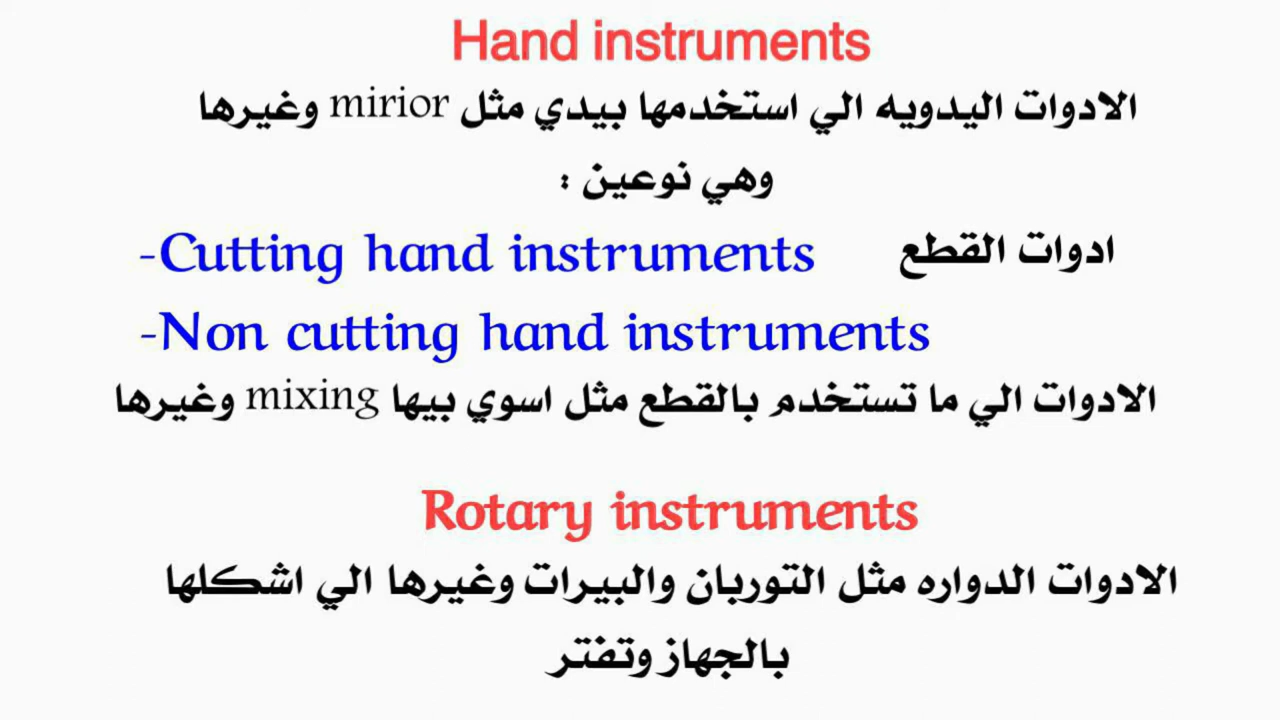 Hand instruments
الادوات اليدويه الي استخدمها بيدي مثل mirior وغيرها
وهي نوعين :
-Cutting hand instruments ادوات القطع
-Non cutting hand instruments
الادوات الي ما تستخدم بالقطع مثل اسوي بيها mixing وغيرها
Rotary instruments
الادوات الدواره مثل التوربان والبيرات وغيرها الي اشكلها
بالجهاز وتفتر